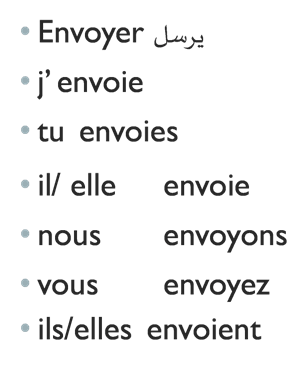 • Envoyer يرسل
• j' envoie
• tu envoies
• il/ elle envoie
• nous envoyons
• vous envoyez
• ils/elles envoient